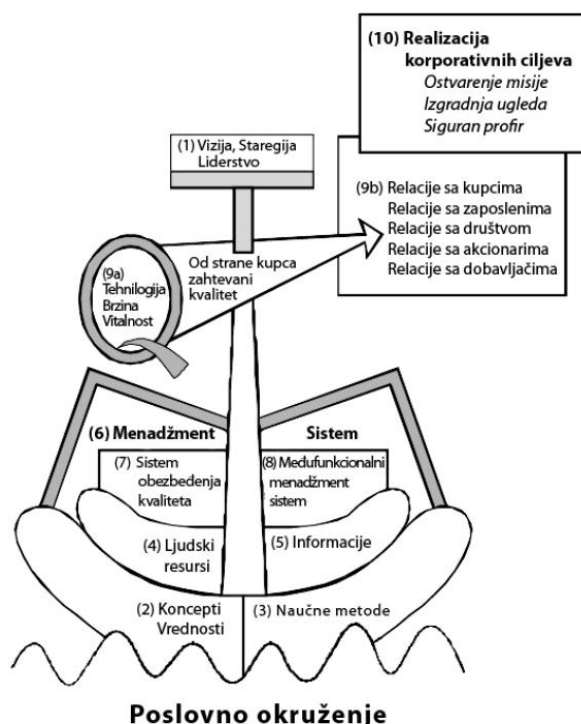 (10) Realizacija
korporativnih ciljeva
Ostvarenje misije
Izgradnja ugleda
Siguran profir
(1) Vizija, Staregija
Liderstvo
(9b) Relacije sa kupcima
Relacije sa zaposlenima
Relacije sa društvom
Relacije sa akcionarima
Relacije sa dobavljačima
(9a)
Tehnilogija
Brzina
Vitalnost
Od strane kupca
zahtevani
kvalitet
(6) Menadžment
Sistem
(7) Sistem
obezbedenja
kvaliteta
(8) Medufunkcionalni
menadžment
sistem
(4) Ljudski
resursi
(5) Informacije
(2) Koncepti
Vrednosti
(3) Naučne metode
Poslovno okruženje